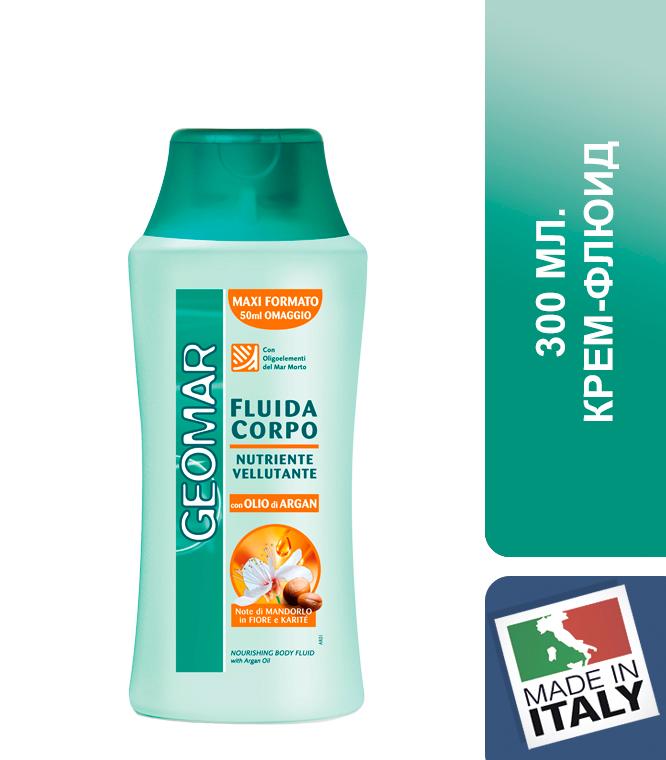 MAXI FORMATO
50ml OMAGGIO
Con
Oligoelementi
del Mar Morto
GEOMAR
FLUIDA
CORPO
NUTRIENTE
VELLUTANTE
con OLIO di ARGAN
Note di MANDORLO
in FIORE e KARITÉ
NOURISHING BODY FLUID
with Argan Oil
300 МЛ.
КРЕМ-ФЛЮИД
MADE IN
ITALY